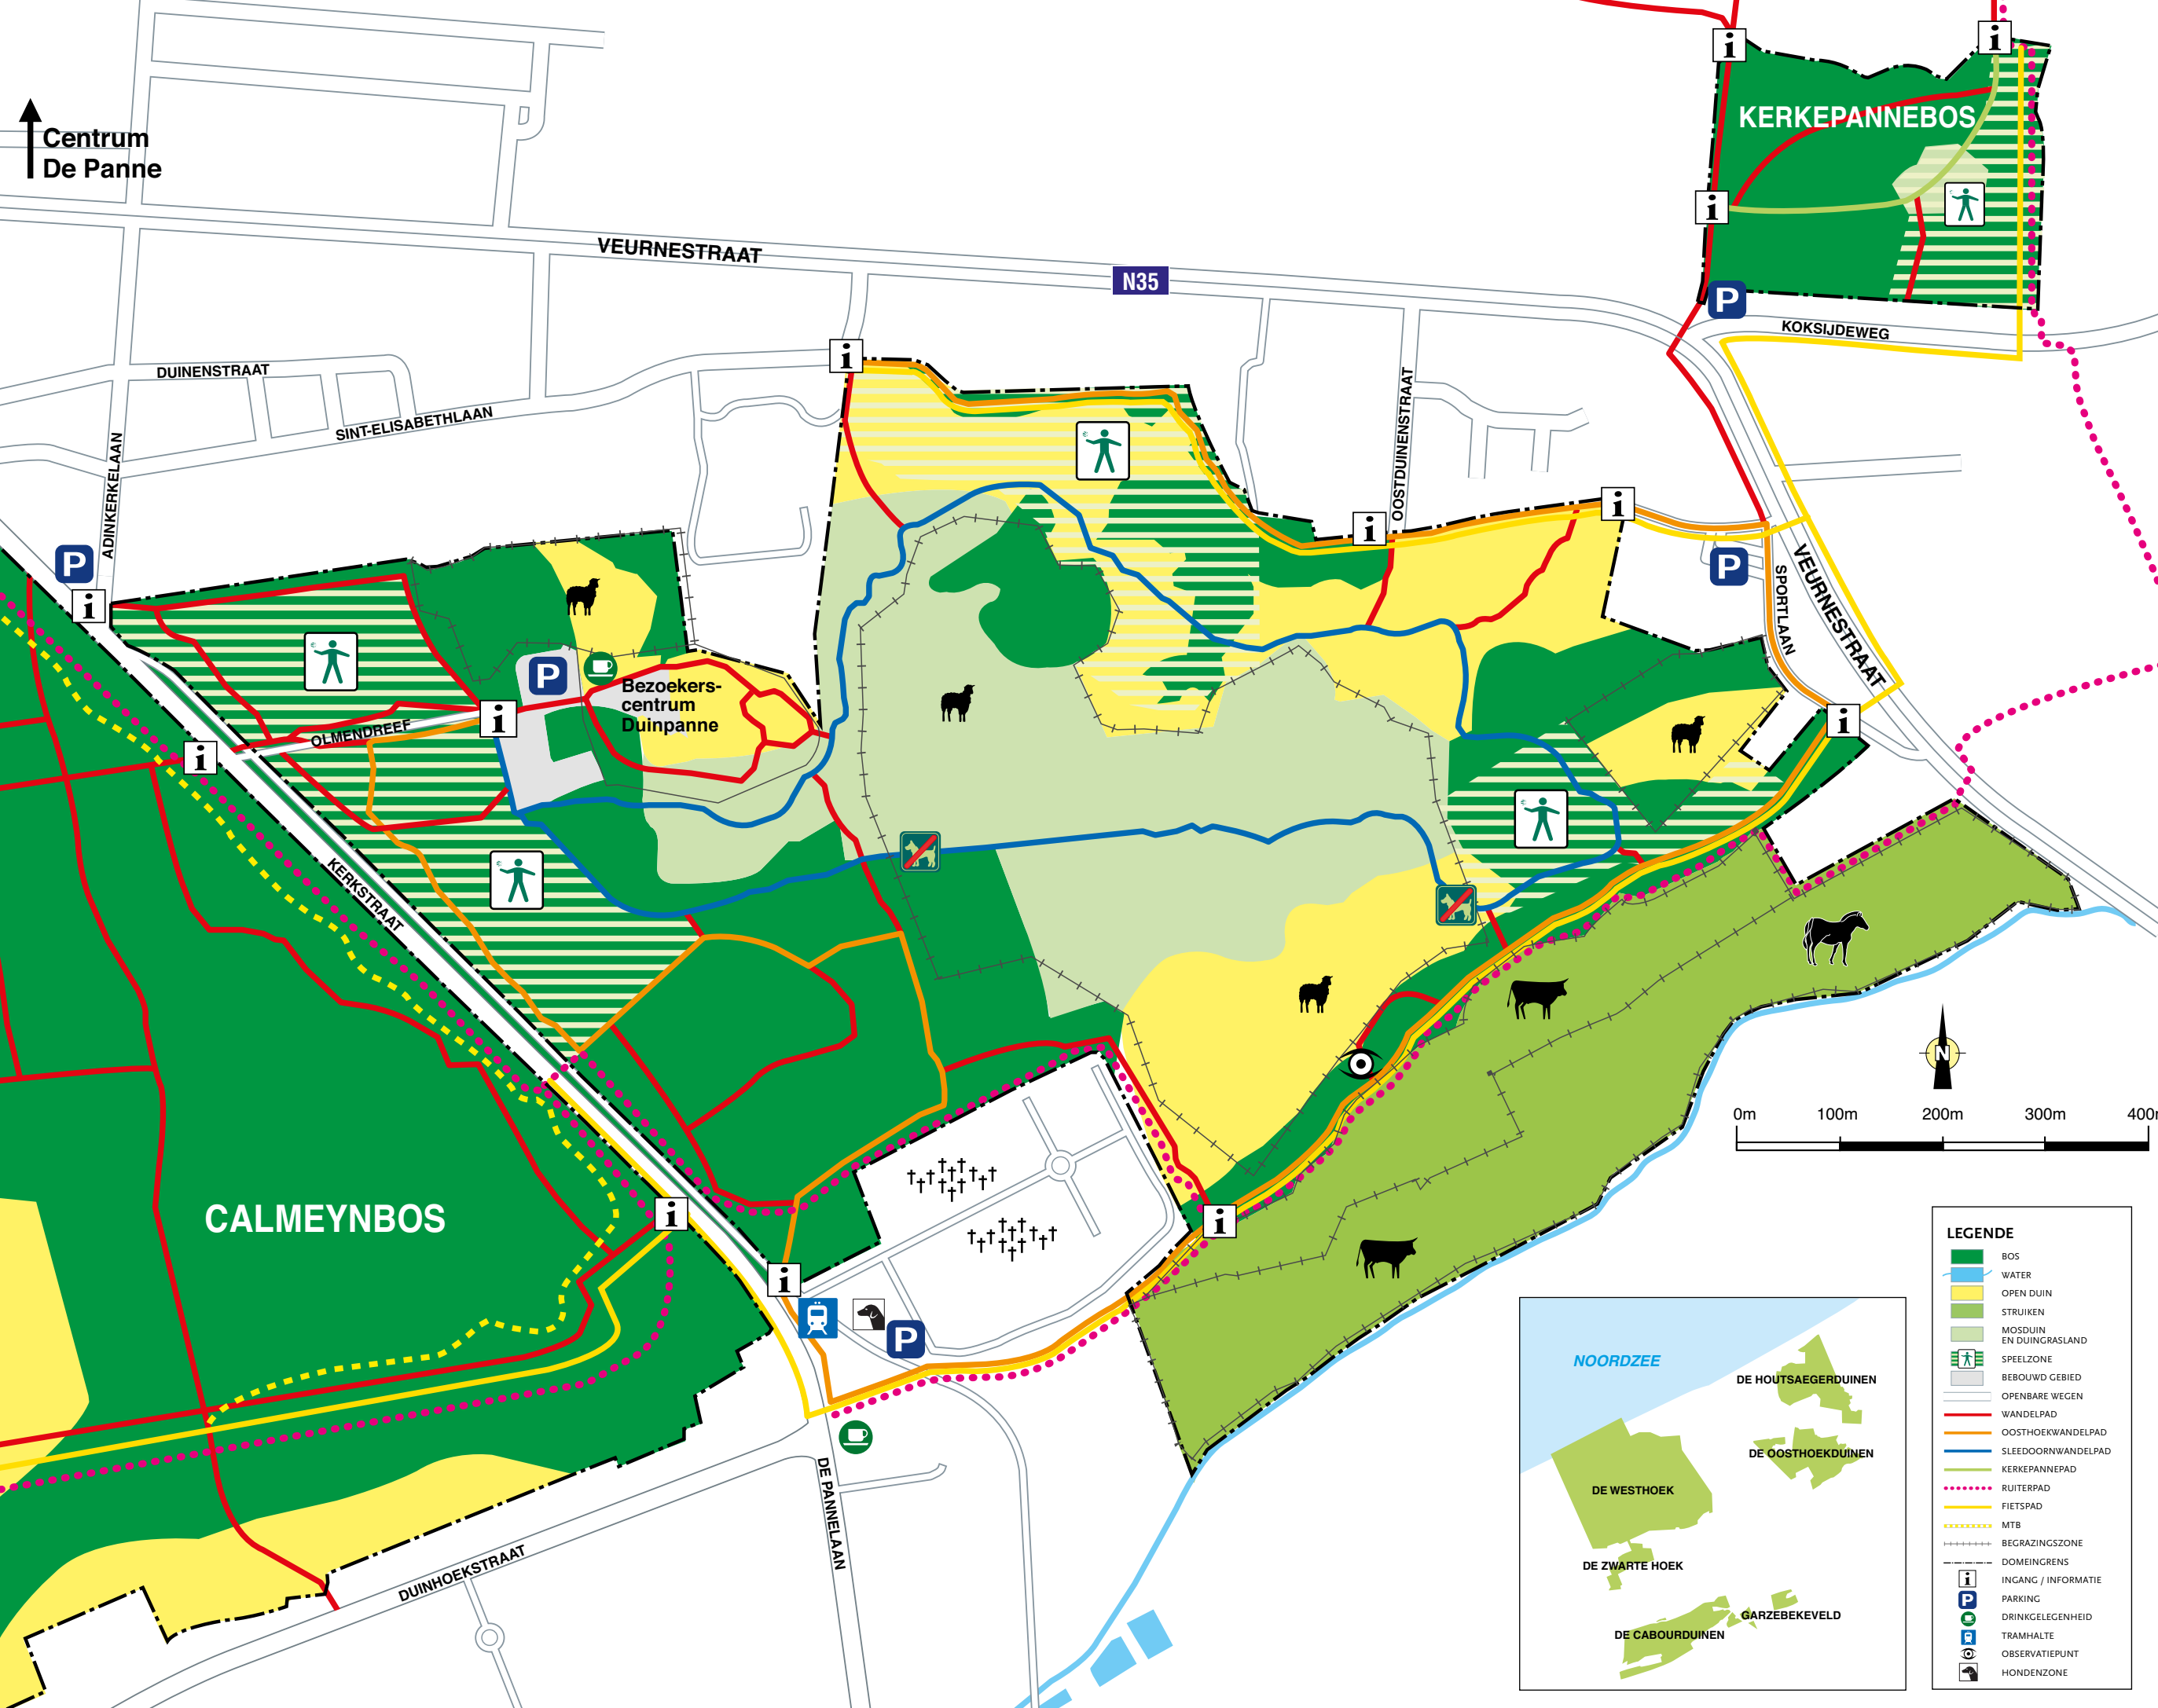 KERKEPANNEBOS
Centrum
De Panne
VEURNESTRAAT
N35
P
KOKSIJDEWEG
DUINENSTRAAT
SINT-ELISABETHLAAN
ADINKERKELAAN
OOSTDUINENSTRAAT
P
P
SPORTLAAN
VEURNESTRAAT
P
Bezoekers-
centrum
Duinpanne
OLMENDREEF
KERKSTRAAT
N
0m 100m 200m 300m
CALMEYNBOS
P
DE PANNELAAN
DUINHOEKSTRAAT
i
i
i
i
i
i
i
i
i
i
i
i
i
NOORDZEE
DE HOUTSAEGERDUINEN
DE OOSTHOEKDUINEN
DE WESTHOEK
DE ZWARTE HOEK
GARZEBEKEVELD
DE CABOURDUINEN
LEGENDE
BOS
WATER
OPEN DUIN
STRUIKEN
MOSDUIN
EN DUINGRASLAND
SPEELZONE
BEBOUWD GEBIED
OPENBARE WEGEN
WANDELPAD
OOSTHOEKWANDELPAD
SLEEDOORNWANDELPAD
KERKEPANNEPAD
RUITERPAD
FIETSPAD
MTB
BEGRAZINGSZONE
DOMEINGRENS
i INGANG / INFORMATIE
P PARKING
DRINKGELEGENHEID
TRAMHALTE
OBSERVATIEPUNT
HONDENZONE